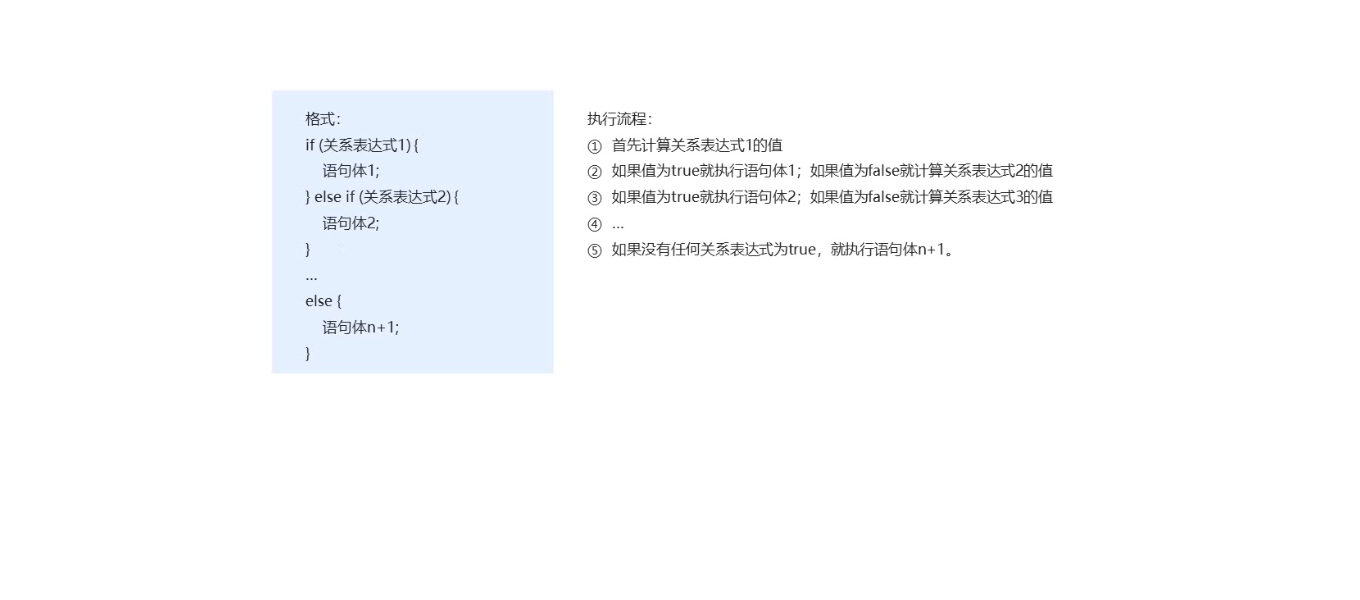 格式：
if (关系表达式1) {
语句体1;
} else if (关系表达式2) {
语句体2;
}
…
else {
语句体n+1;
}
执行流程：
① 首先计算关系表达式1的值
② 如果值为true就执行语句体1；如果值为false就计算关系表达式2的值
③ 如果值为true就执行语句体2；如果值为false就计算关系表达式3的值
④ …
⑤ 如果没有任何关系表达式为true，就执行语句体n+1。